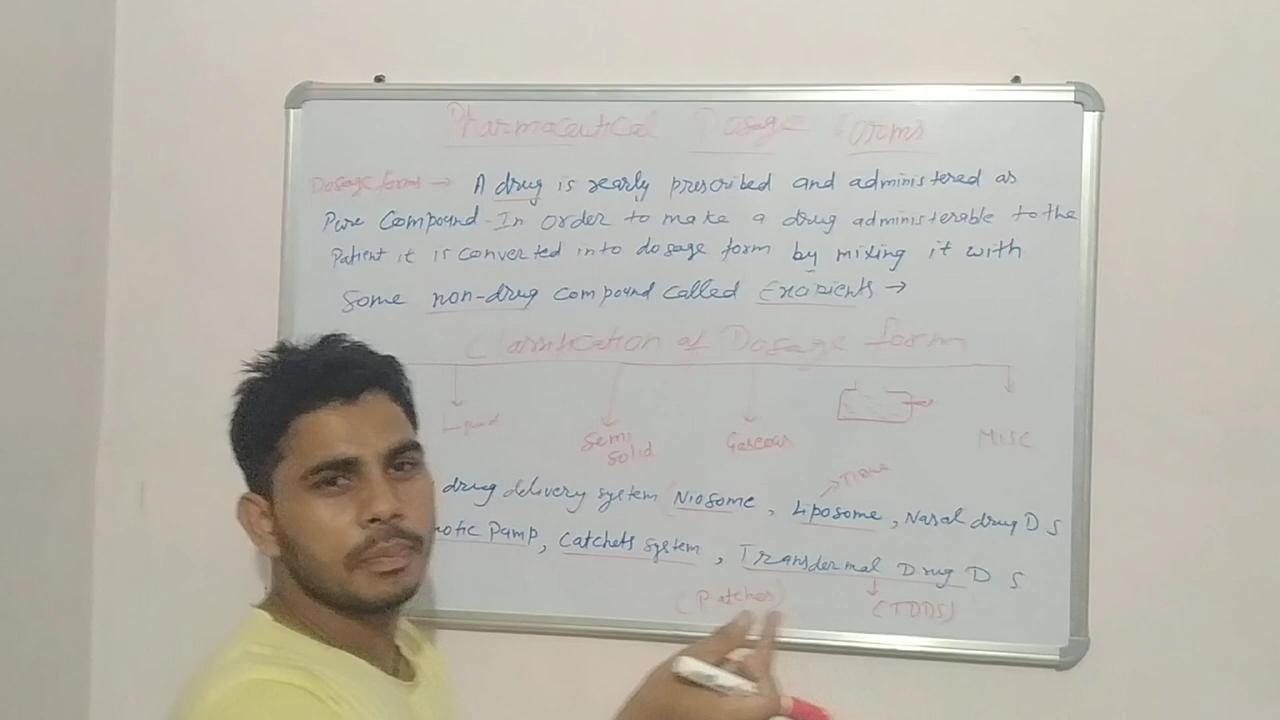 Pharmaceutical Dosage forms
Dosage forms → A drug is rearly prescribed and administered as
Pure Compound - In order to make a drug administerable to the
Patient it is converted into dosage form by mixing it with
Some non-drug compound called Excipients →
Classification of Dosage form
Liquid
Semi solid
Gaseous
MISC
Tissue
drug delivery system Niosome, Liposome, Nasal drug D S
otic Pamp, Catchets system, Transdermal Drug D S
(Patches) (TDDS)